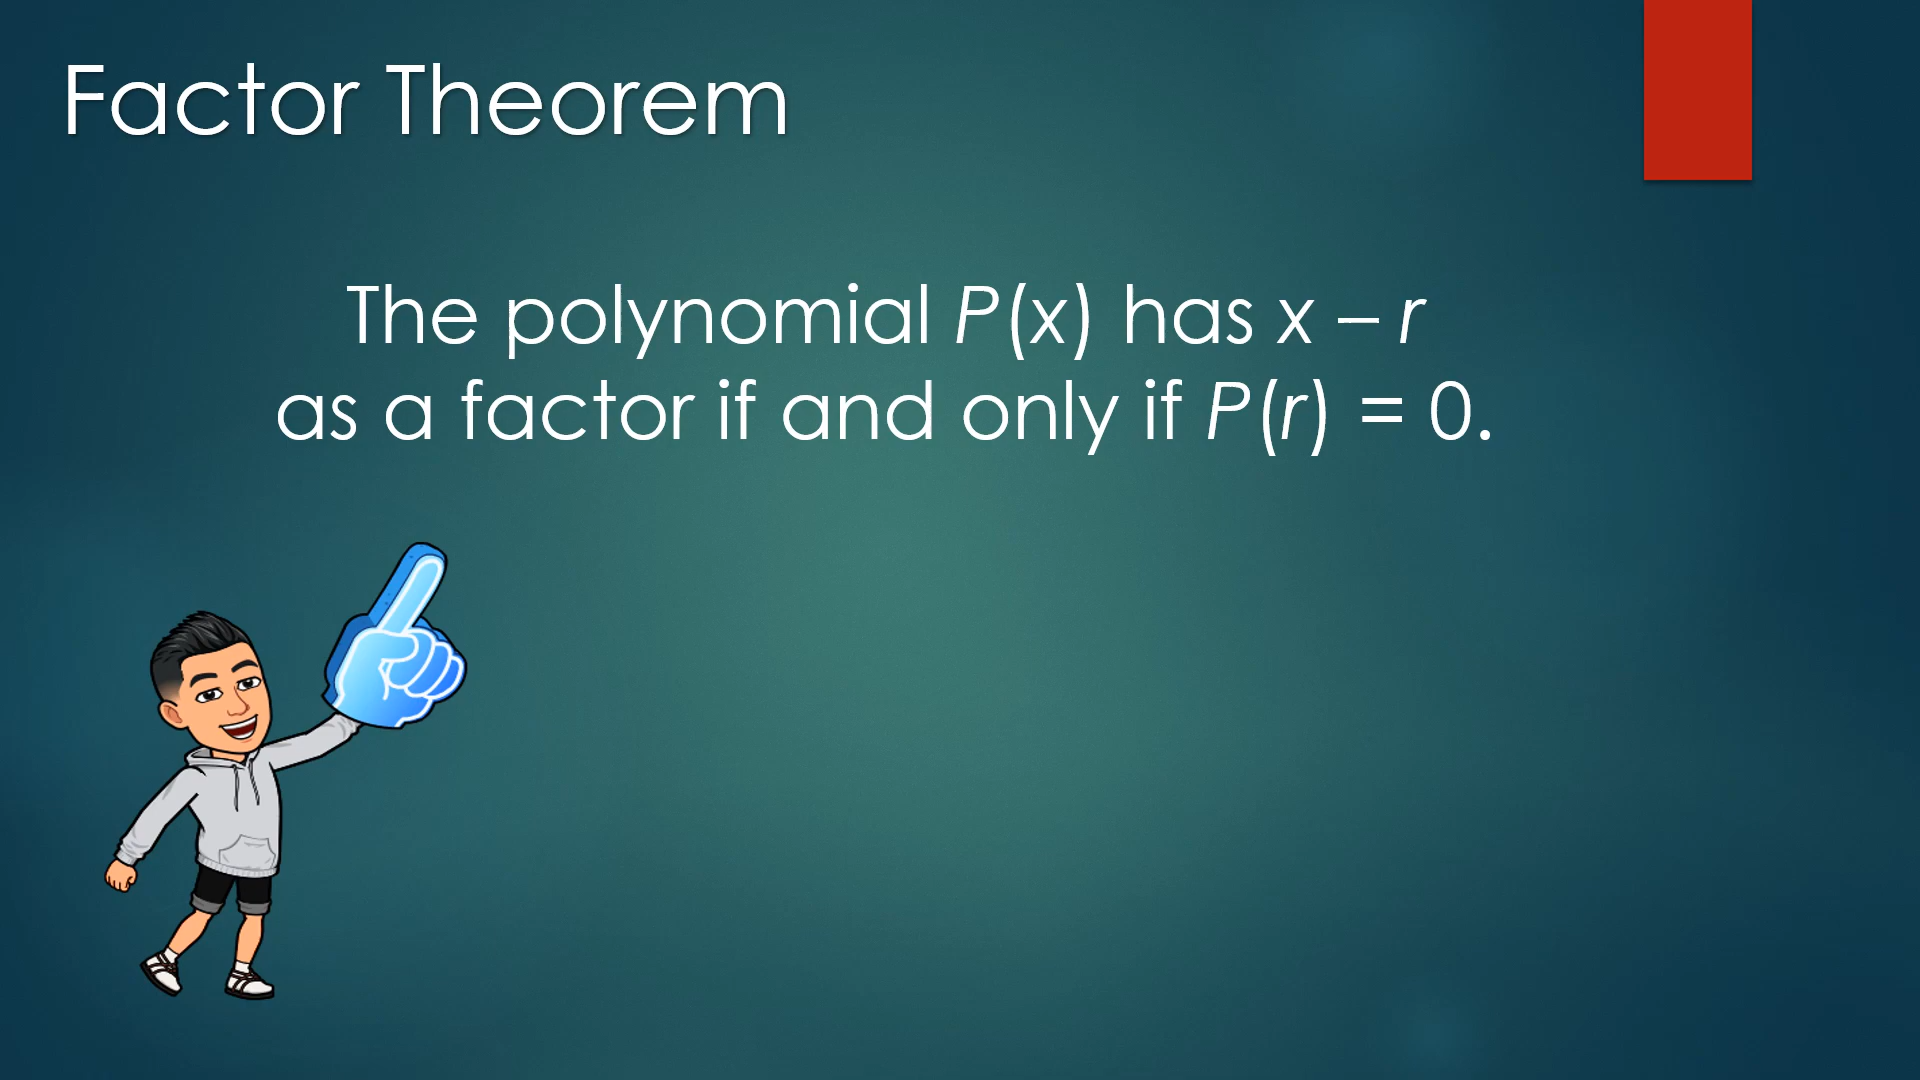 Factor Theorem
The polynomial P(x) has x – r
as a factor if and only if P(r) = 0.